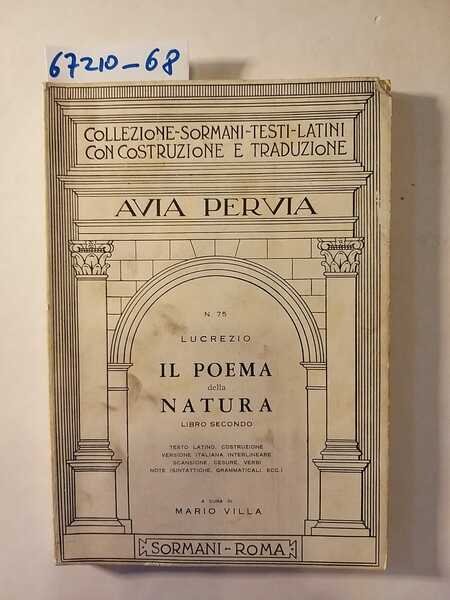 67210-68
COLLEZIONE-SORMANI-TESTI-LATINI
CON COSTRUZIONE E TRADUZIONE
AVIA PERVIA
N. 75
LUCREZIO
IL POEMA
della
NATURA
LIBRO SECONDO
TESTO LATINO, COSTRUZIONE
VERSIONE ITALIANA INTERLINEARE
SCANSIONE, CESURE, VERBI
NOTE (SINTATTICHE, GRAMMATICALI, ECC.)
A CURA DI
MARIO VILLA
SORMANI-ROMA